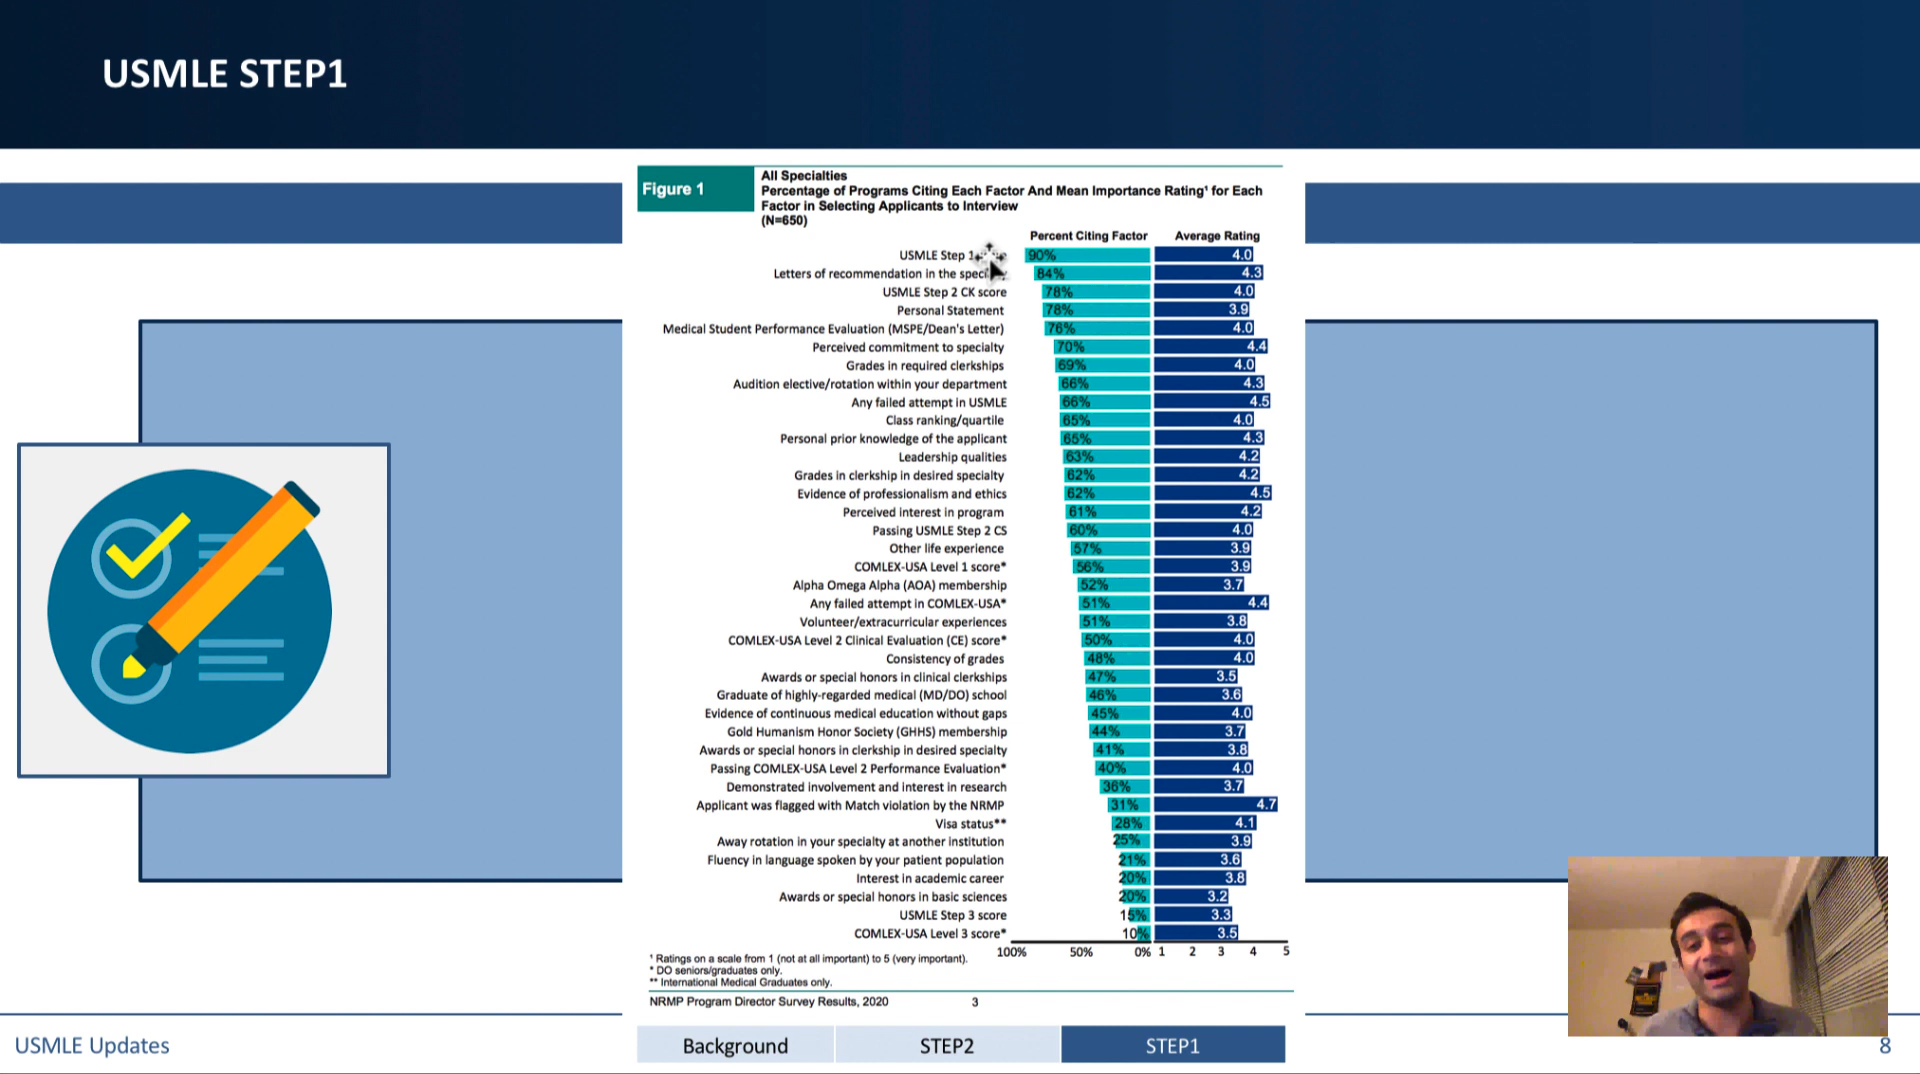 USMLE STEP1
Figure 1
All Specialties
Percentage of Programs Citing Each Factor And Mean Importance Rating¹ for Each
Factor in Selecting Applicants to Interview
(N=650)
Percent Citing Factor Average Rating
USMLE Step 1 90% 4.0
Letters of recommendation in the 84% 4.3
USMLE Step 2 CK score 78% 4.0
Personal Statement 78% 3.9
Medical Student Performance Evaluation (MSPE/Dean's Letter) 76% 4.0
Perceived commitment to specialty 70% 4.4
Grades in required clerkships 69% 4.0
Audition elective/rotation within your department 66% 4.3
Any failed attempt in USMLE 66% 4.5
Class ranking/quartile 65% 4.0
Personal prior knowledge of the applicant 65% 4.3
Leadership qualities 63% 4.2
Grades in clerkship in desired specialty 62% 4.2
Evidence of professionalism and ethics 62% 4.5
Perceived interest in program 61% 4.2
Passing USMLE Step 2 CS 60% 4.0
Other life experience 57% 3.9
COMLEX-USA Level 1 score* 56% 3.9
Alpha Omega Alpha (AOA) membership 52% 3.7
Any failed attempt in COMLEX-USA* 51% 4.4
Volunteer/extracurricular experiences 51% 3.8
COMLEX-USA Level 2 Clinical Evaluation (CE) score* 50% 4.0
Consistency of grades 48% 4.0
Awards or special honors in clinical clerkships 47% 3.5
Graduate of highly-regarded medical (MD/DO) school 46% 3.6
Evidence of continuous medical education without gaps 45% 4.0
Gold Humanism Honor Society (GHHS) membership 44% 3.7
Awards or special honors in clerkship in desired specialty 41% 3.8
Passing COMLEX-USA Level 2 Performance Evaluation* 40% 4.0
Demonstrated involvement and interest in research 36% 3.7
Applicant was flagged with Match violation by the NRMP 31% 4.7
Visa status** 28% 4.1
Away rotation in your specialty at another institution 25% 3.9
Fluency in language spoken by your patient population 21% 3.6
Interest in academic career 20% 3.8
Awards or special honors in basic sciences 20% 3.2
USMLE Step 3 score 15% 3.3
COMLEX-USA Level 3 score* 10% 3.5
100% 50% 0% 1 2 3 4 5
¹ Ratings on a scale from 1 (not at all important) to 5 (very important).
* DO seniors/graduates only.
** International Medical Graduates only.
NRMP Program Director Survey Results, 2020 3
Background STEP2 STEP1
USMLE Updates 8